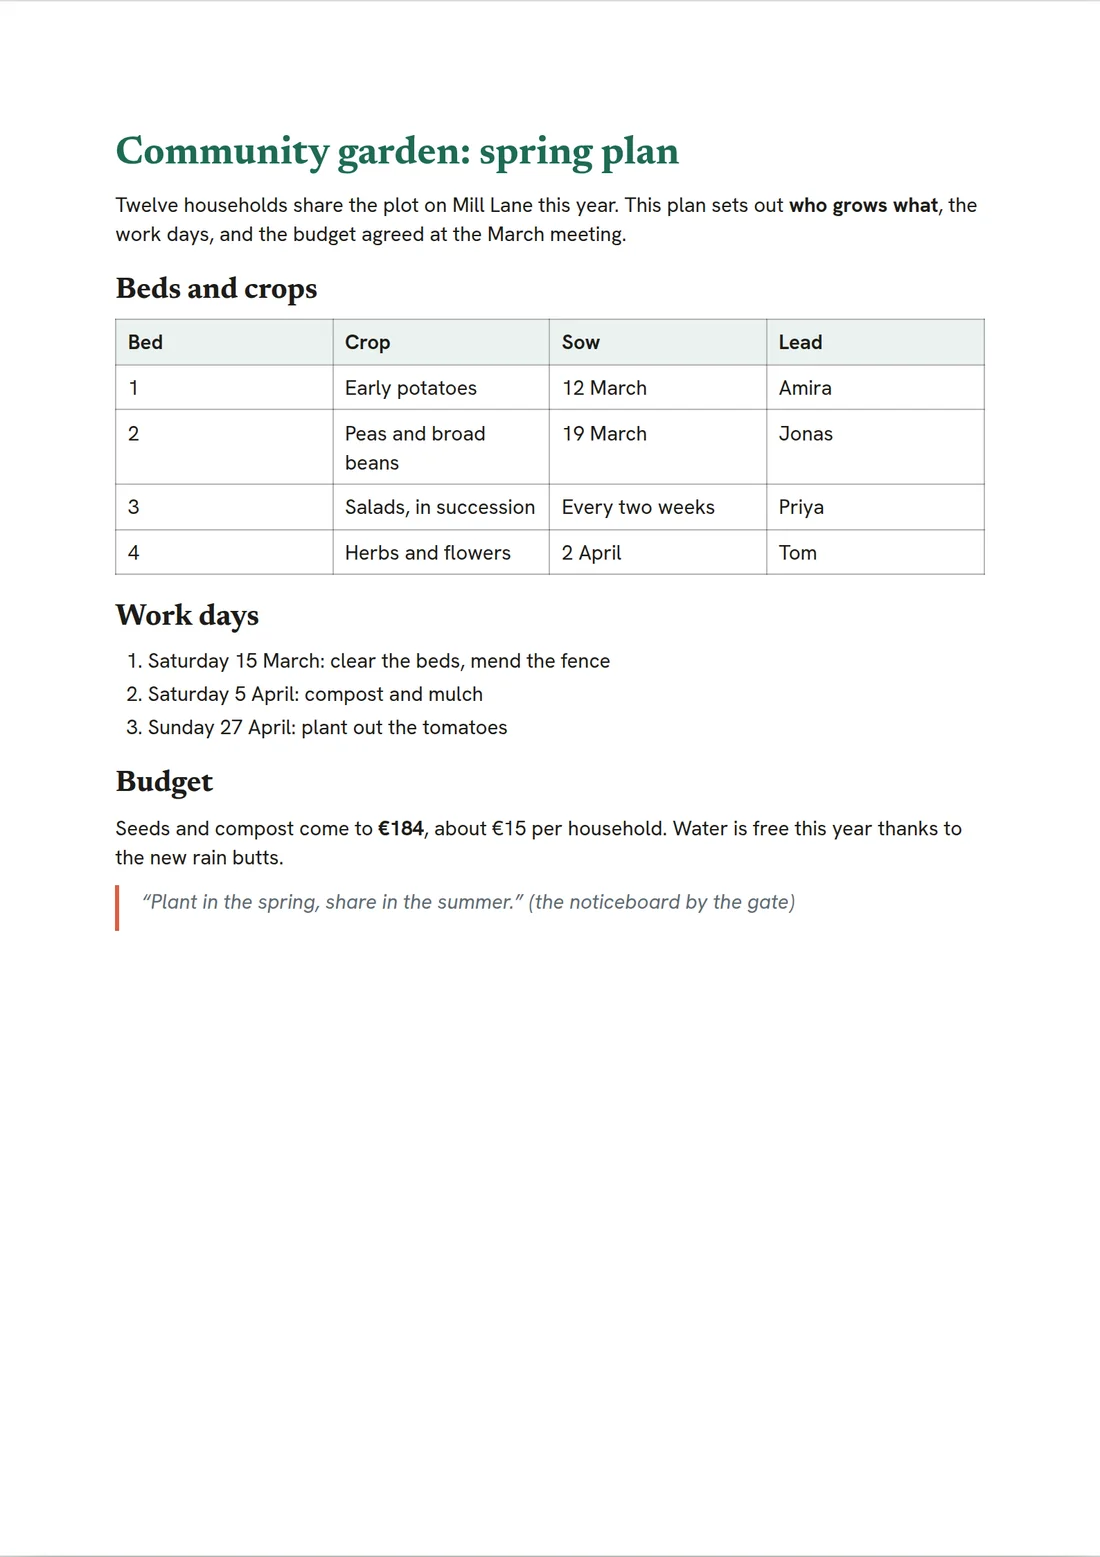 Community garden: spring plan
Twelve households share the plot on Mill Lane this year. This plan sets out who grows what, the
work days, and the budget agreed at the March meeting.
Beds and crops
Bed Crop Sow Lead
1 Early potatoes 12 March Amira
2 Peas and broad 19 March Jonas
beans
3 Salads, in succession Every two weeks Priya
4 Herbs and flowers 2 April Tom
Work days
1. Saturday 15 March: clear the beds, mend the fence
2. Saturday 5 April: compost and mulch
3. Sunday 27 April: plant out the tomatoes
Budget
Seeds and compost come to €184, about €15 per household. Water is free this year thanks to
the new rain butts.
“Plant in the spring, share in the summer.” (the noticeboard by the gate)